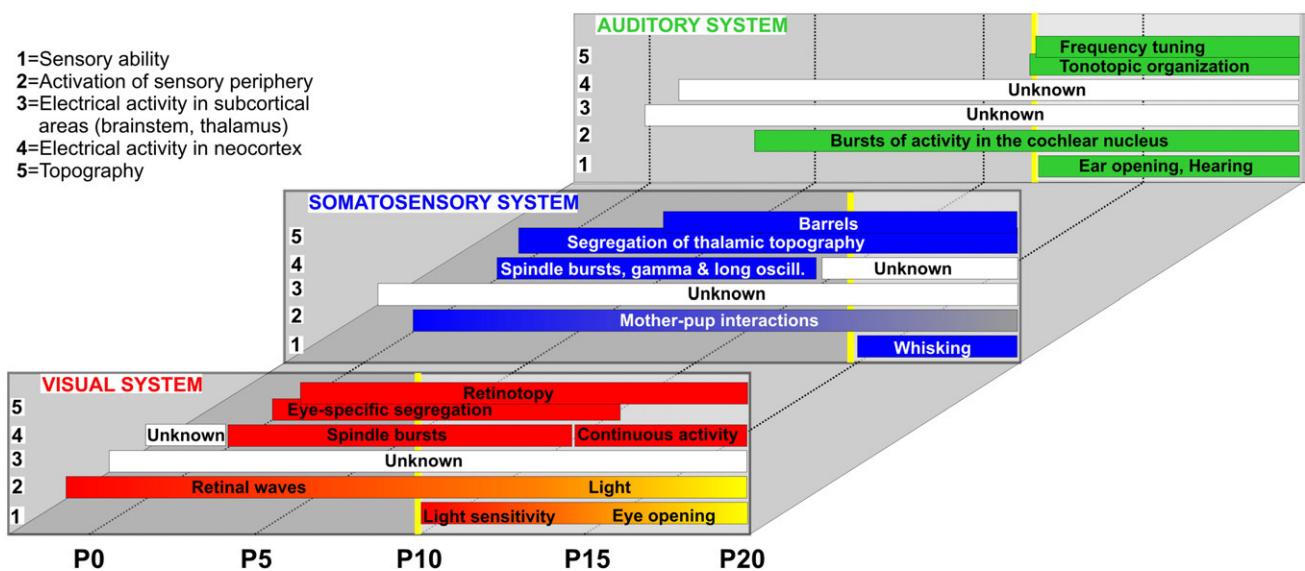 1=Sensory ability
2=Activation of sensory periphery
3=Electrical activity in subcortical
areas (brainstem, thalamus)
4=Electrical activity in neocortex
5=Topography
AUDITORY SYSTEM
Frequency tuning
5
Tonotopic organization
4
Unknown
3
Unknown
2
Bursts of activity in the cochlear nucleus
1
Ear opening, Hearing
SOMATOSENSORY SYSTEM
Barrels
5
Segregation of thalamic topography
4
Spindle bursts, gamma & long oscill.
Unknown
3
Unknown
2
Mother-pup interactions
1
Whisking
VISUAL SYSTEM
Retinotopy
5
Eye-specific segregation
4
Unknown
Spindle bursts
Continuous activity
3
Unknown
2
Retinal waves
Light
1
Light sensitivity
Eye opening
P0
P5
P10
P15
P20